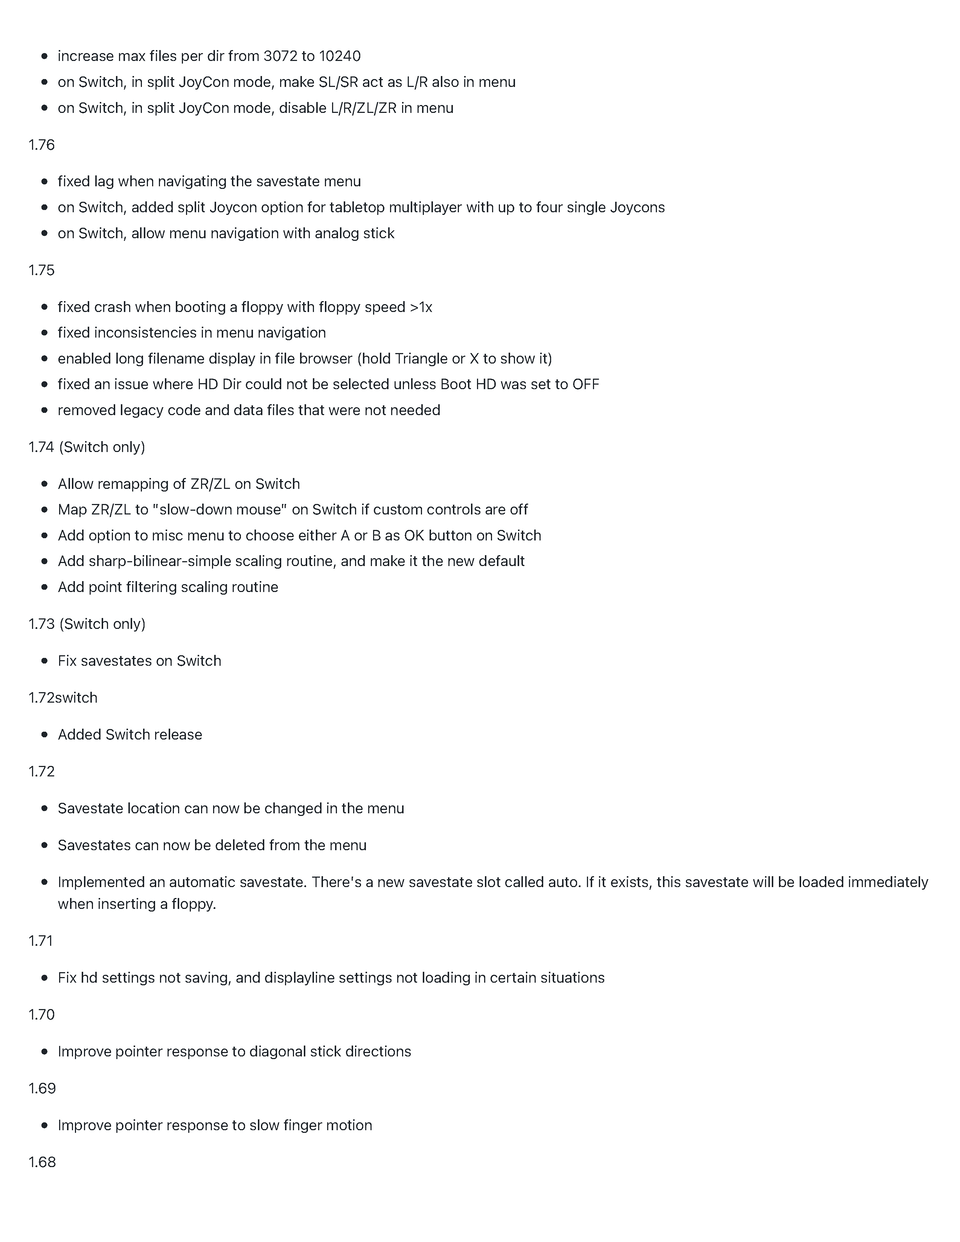 • increase max files per dir from 3072 to 10240
• on Switch, in split JoyCon mode, make SL/SR act as L/R also in menu
• on Switch, in split JoyCon mode, disable L/R/ZL/ZR in menu
1.76
• fixed lag when navigating the savestate menu
• on Switch, added split Joycon option for tabletop multiplayer with up to four single Joycons
• on Switch, allow menu navigation with analog stick
1.75
• fixed crash when booting a floppy with floppy speed >1x
• fixed inconsistencies in menu navigation
• enabled long filename display in file browser (hold Triangle or X to show it)
• fixed an issue where HD Dir could not be selected unless Boot HD was set to OFF
• removed legacy code and data files that were not needed
1.74 (Switch only)
• Allow remapping of ZR/ZL on Switch
• Map ZR/ZL to "slow-down mouse" on Switch if custom controls are off
• Add option to misc menu to choose either A or B as OK button on Switch
• Add sharp-bilinear-simple scaling routine, and make it the new default
• Add point filtering scaling routine
1.73 (Switch only)
• Fix savestates on Switch
1.72switch
• Added Switch release
1.72
• Savestate location can now be changed in the menu
• Savestates can now be deleted from the menu
• Implemented an automatic savestate. There's a new savestate slot called auto. If it exists, this savestate will be loaded immediately
when inserting a floppy.
1.71
• Fix hd settings not saving, and displayline settings not loading in certain situations
1.70
• Improve pointer response to diagonal stick directions
1.69
• Improve pointer response to slow finger motion
1.68